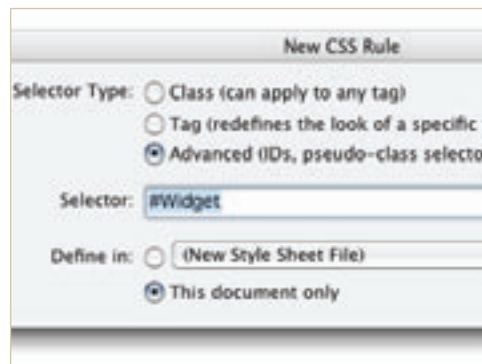 New CSS Rule
Selector Type: Class (can apply to any tag)
Tag (redefines the look of a specific
Advanced (IDs, pseudo-class selecto
Selector: #Widget
Define in: (New Style Sheet File)
This document only